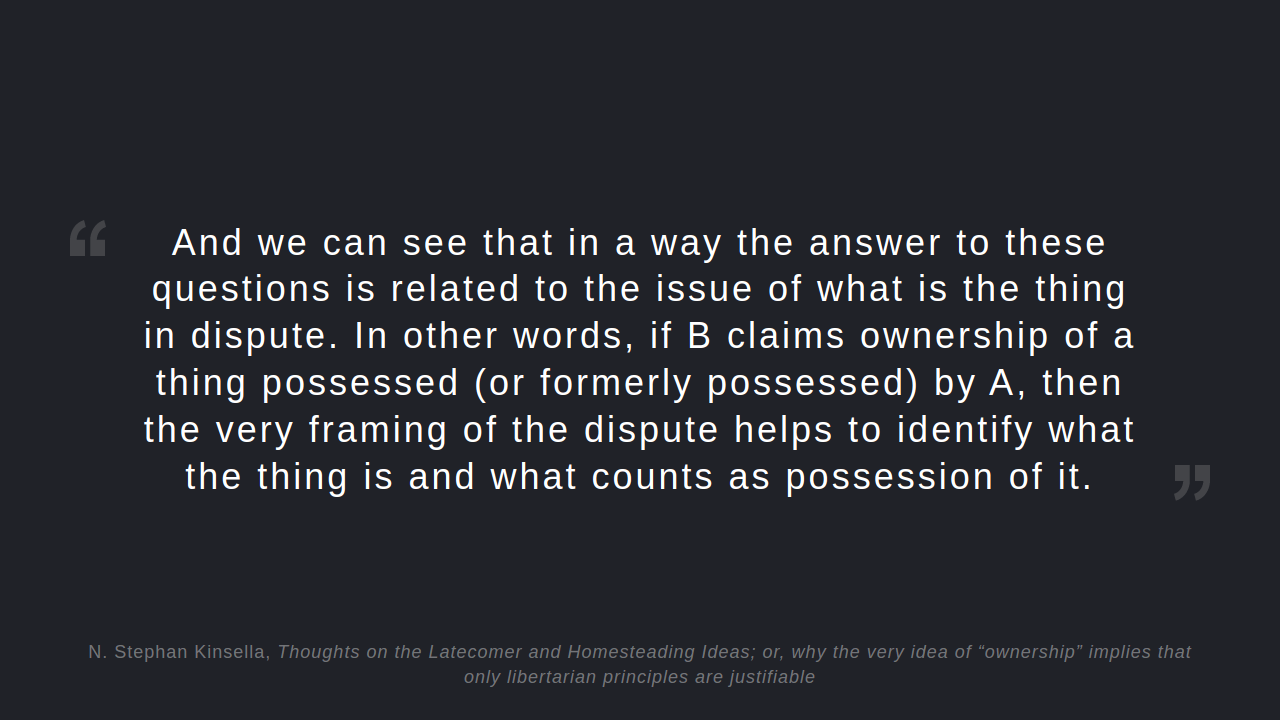 “
And we can see that in a way the answer to these
questions is related to the issue of what is the thing
in dispute. In other words, if B claims ownership of a
thing possessed (or formerly possessed) by A, then
the very framing of the dispute helps to identify what
the thing is and what counts as possession of it.
”
N. Stephan Kinsella, Thoughts on the Latecomer and Homesteading Ideas; or, why the very idea of “ownership” implies that
only libertarian principles are justifiable